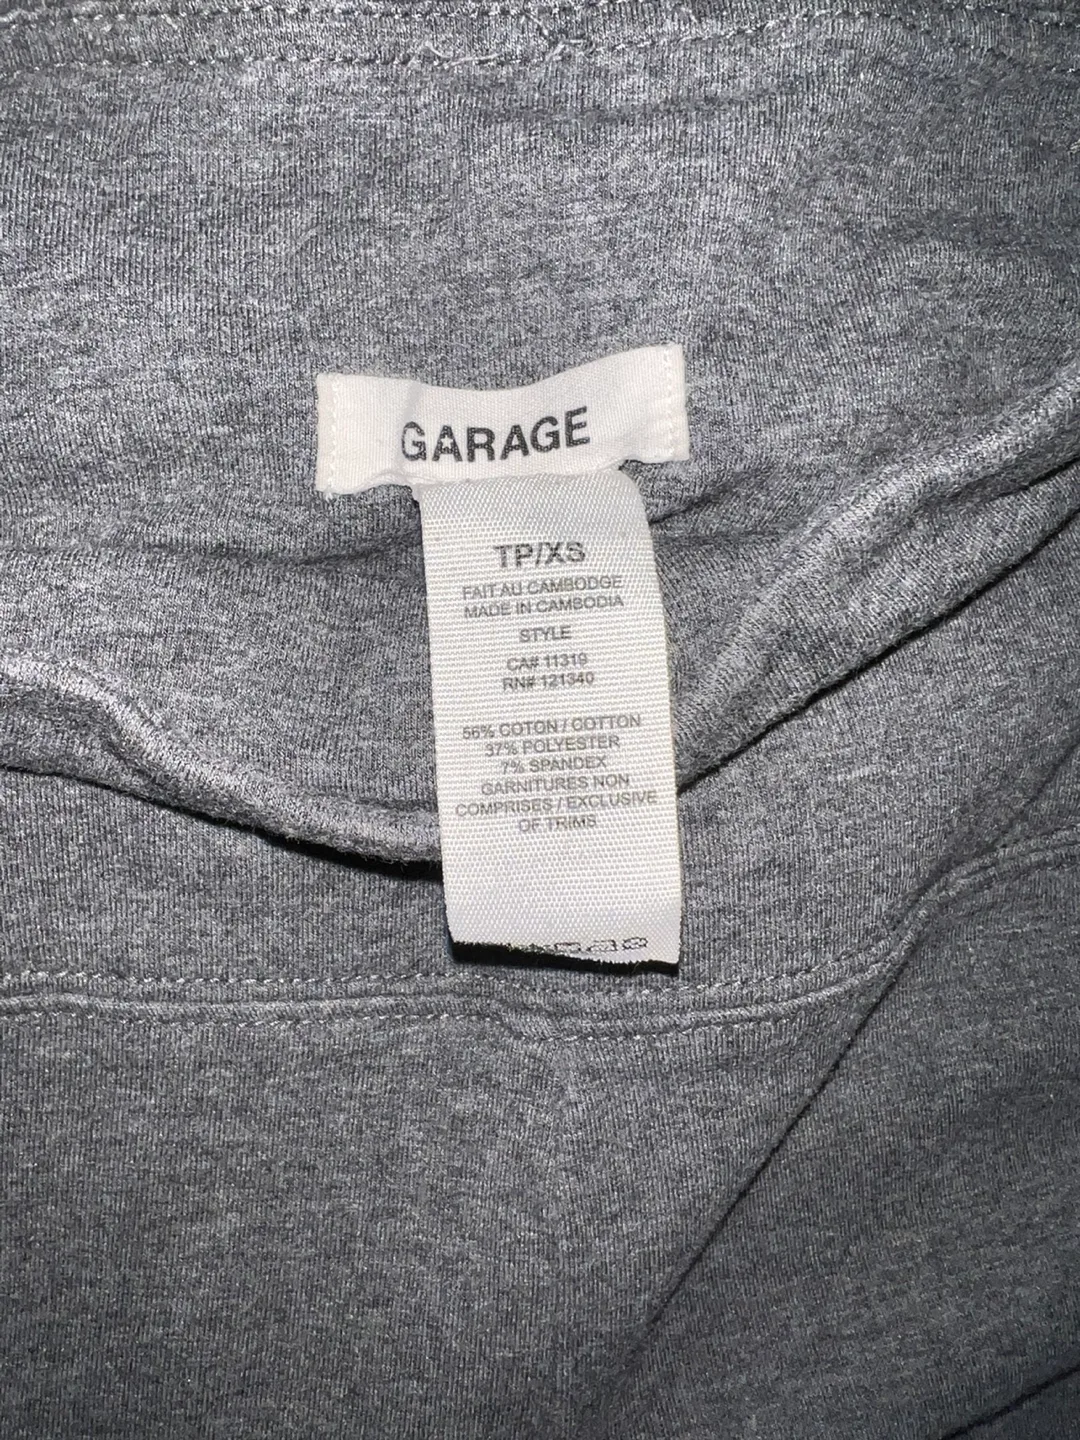 GARAGE
TP/XS
FAIT AU CAMBODGE
MADE IN CAMBODIA
STYLE
CA# 11319
RN# 121340
56% COTON / COTTON
37% POLYESTER
7% SPANDEX
GARNITURES NON
COMPRISES / EXCLUSIVE
OF TRIMS